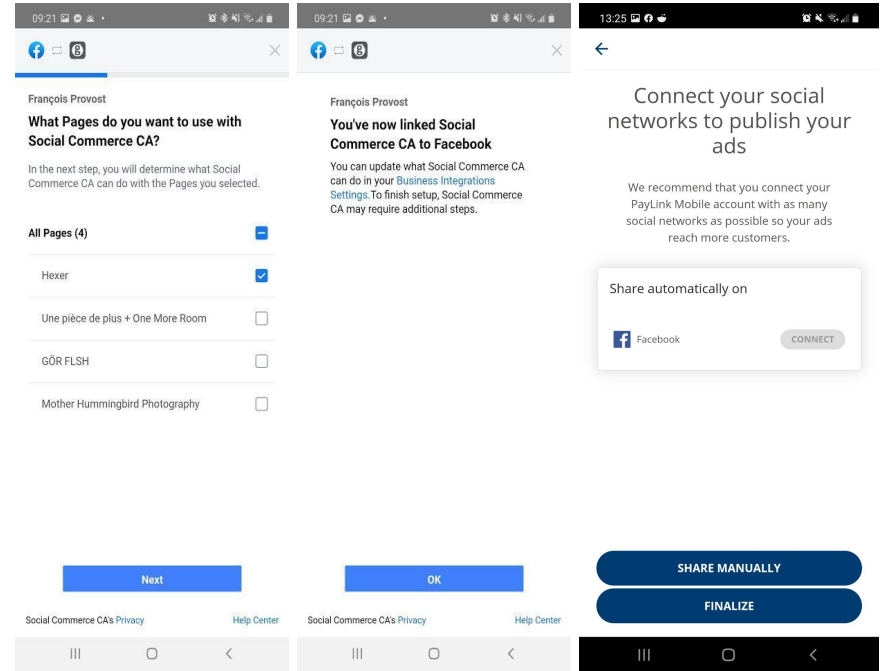 09:21
François Provost
What Pages do you want to use with
Social Commerce CA?
In the next step, you will determine what Social
Commerce CA can do with the Pages you selected.
All Pages (4)
Hexer
Une pièce de plus + One More Room
GÖR FLSH
Mother Hummingbird Photography
Next
Social Commerce CA's Privacy
Help Center
09:21
François Provost
You've now linked Social
Commerce CA to Facebook
You can update what Social Commerce CA
can do in your Business Integrations
Settings.To finish setup, Social Commerce
CA may require additional steps.
OK
Social Commerce CA's Privacy
Help Center
13:25
Connect your social
networks to publish your
ads
We recommend that you connect your
PayLink Mobile account with as many
social networks as possible so your ads
reach more customers.
Share automatically on
Facebook
CONNECT
SHARE MANUALLY
FINALIZE